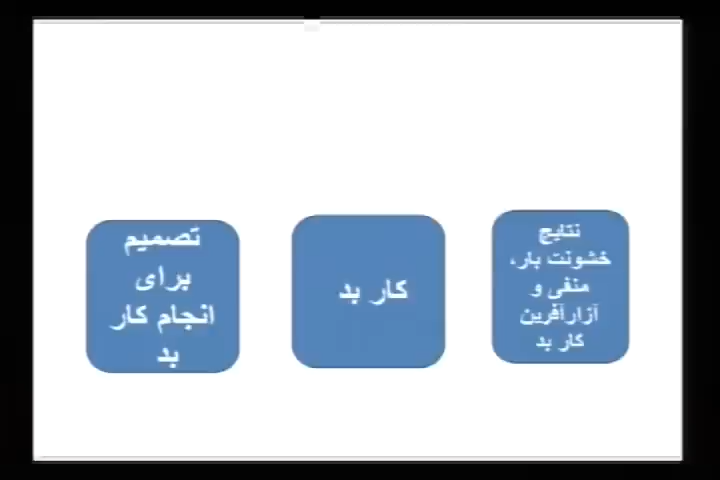 نتایج
خشونت بار،
منفی و
آزارآفرین
کار بد
کار بد
تصمیم
برای
انجام کار
بد